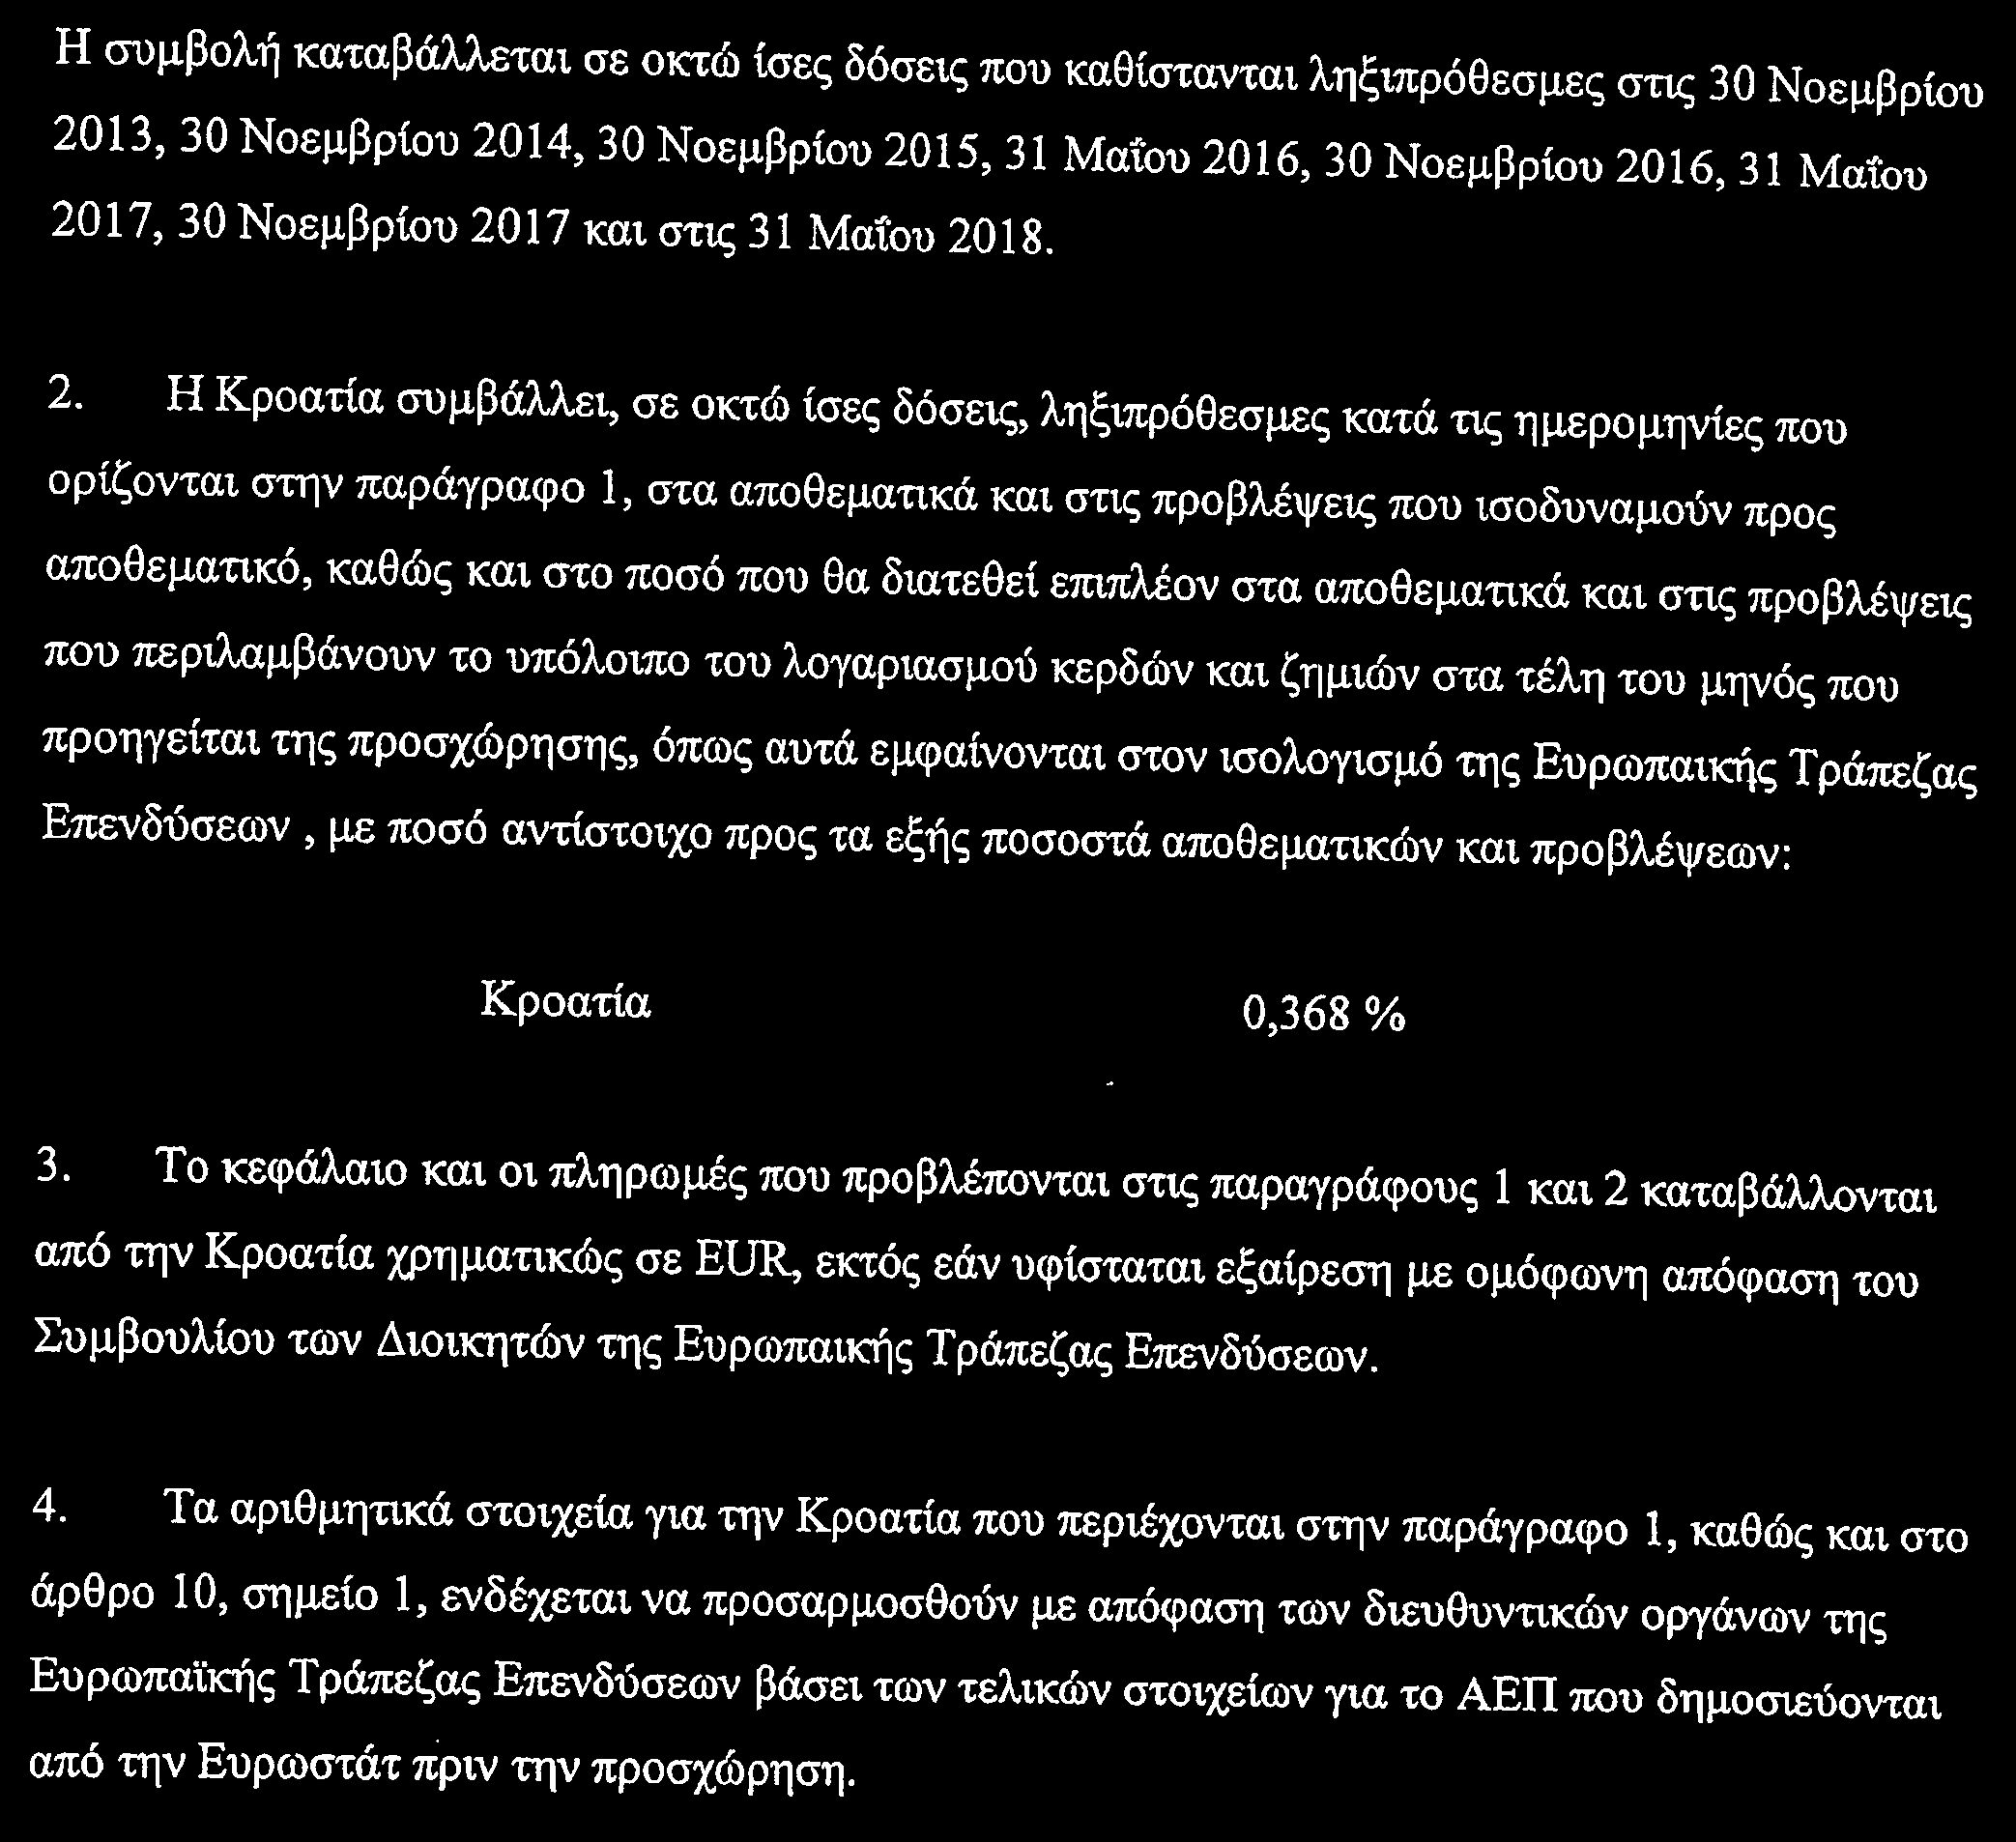 Η συμβολή καταβάλλεται σε οκτώ ίσες δόσεις που καθίστανται ληξιπρόθεσμες στις 30 Νοεμβρίου
2013, 30 Νοεμβρίου 2014, 30 Νοεμβρίου 2015, 31 Μαΐου 2016, 30 Νοεμβρίου 2016, 31 Μαΐου
2017, 30 Νοεμβρίου 2017 και στις 31 Μαΐου 2018.
2. Η Κροατία συμβάλλει, σε οκτώ ίσες δόσεις, ληξιπρόθεσμες κατά τις ημερομηνίες που
ορίζονται στην παράγραφο 1, στα αποθεματικά και στις προβλέψεις που ισοδυναμούν προς
αποθεματικό, καθώς και στο ποσό που θα διατεθεί επιπλέον στα αποθεματικά και στις προβλέψεις
που περιλαμβάνουν το υπόλοιπο του λογαριασμού κερδών και ζημιών στα τέλη του μηνός που
προηγείται της προσχώρησης, όπως αυτά εμφαίνονται στον ισολογισμό της Ευρωπαικής Τράπεζας
Επενδύσεων , με ποσό αντίστοιχο προς τα εξής ποσοστά αποθεματικών και προβλέψεων:
Κροατία 0,368 %
3. Το κεφάλαιο και οι πληρωμές που προβλέπονται στις παραγράφους 1 και 2 καταβάλλονται
από την Κροατία χρηματικώς σε EUR, εκτός εάν υφίσταται εξαίρεση με ομόφωνη απόφαση του
Συμβουλίου των Διοικητών της Ευρωπαικής Τράπεζας Επενδύσεων.
4. Τα αριθμητικά στοιχεία για την Κροατία που περιέχονται στην παράγραφο 1, καθώς και στο
άρθρο 10, σημείο 1, ενδέχεται να προσαρμοσθούν με απόφαση των διευθυντικών οργάνων της
Ευρωπαϊκής Τράπεζας Επενδύσεων βάσει των τελικών στοιχείων για το ΑΕΠ που δημοσιεύονται
από την Ευρωστάτ πριν την προσχώρηση.